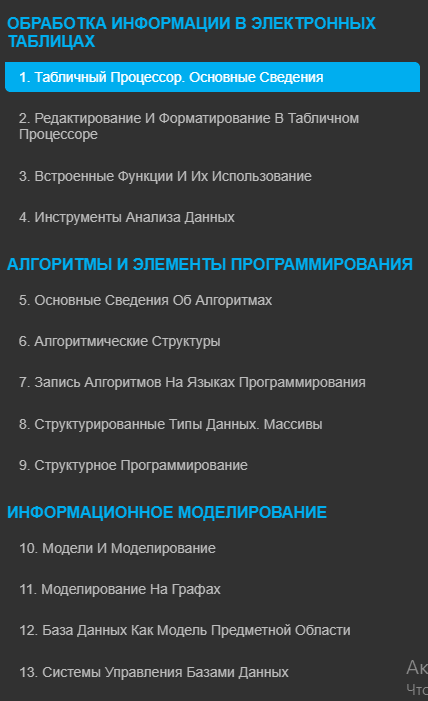 ОБРАБОТКА ИНФОРМАЦИИ В ЭЛЕКТРОННЫХ
ТАБЛИЦАХ
1. Табличный Процессор. Основные Сведения
2. Редактирование И Форматирование В Табличном
Процессоре
3. Встроенные Функции И Их Использование
4. Инструменты Анализа Данных
АЛГОРИТМЫ И ЭЛЕМЕНТЫ ПРОГРАММИРОВАНИЯ
5. Основные Сведения Об Алгоритмах
6. Алгоритмические Структуры
7. Запись Алгоритмов На Языках Программирования
8. Структурированные Типы Данных. Массивы
9. Структурное Программирование
ИНФОРМАЦИОННОЕ МОДЕЛИРОВАНИЕ
10. Модели И Моделирование
11. Моделирование На Графах
12. База Данных Как Модель Предметной Области
13. Системы Управления Базами Данных
Ак
Что